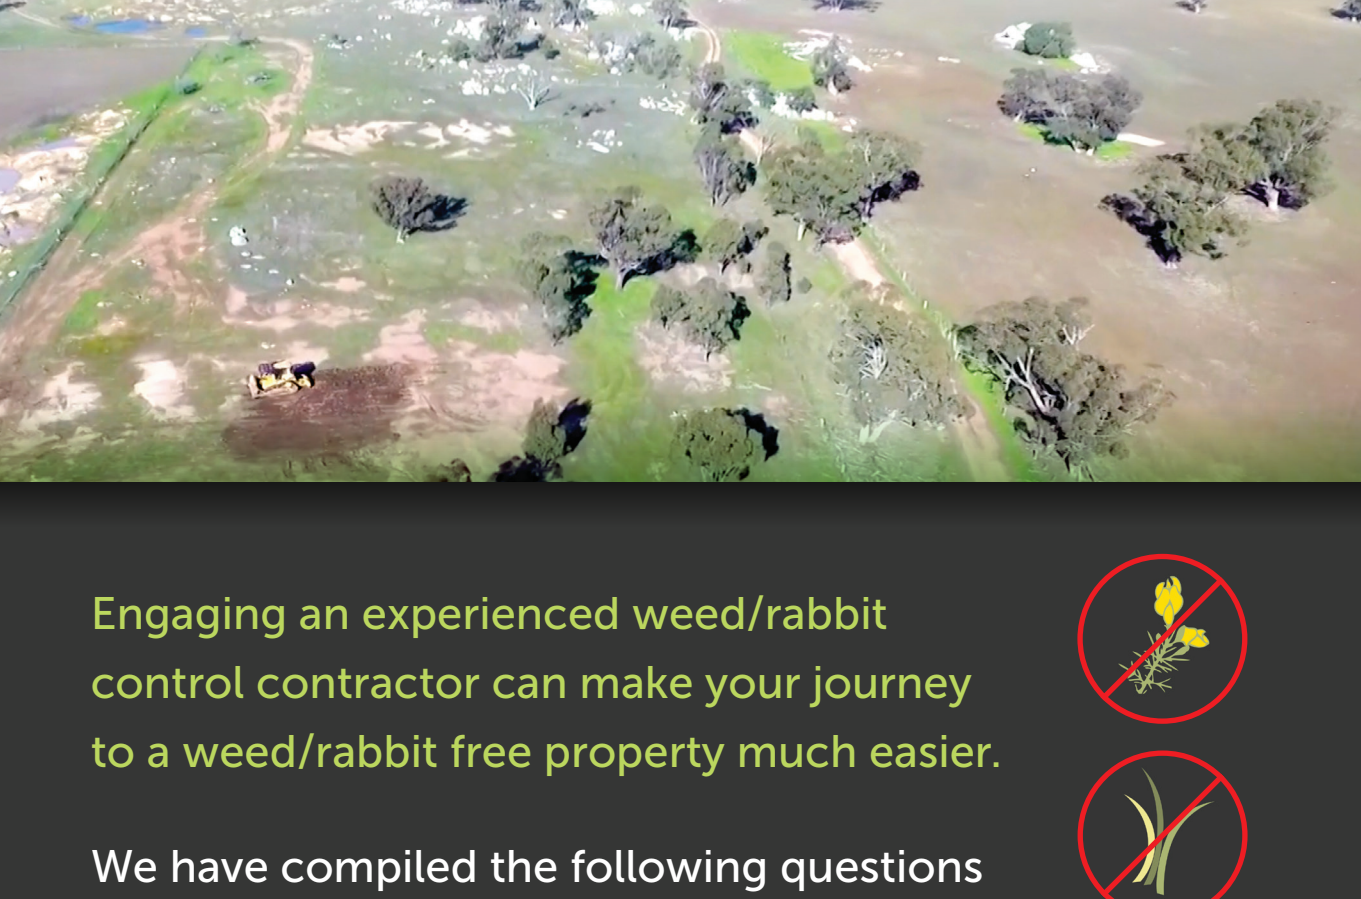 Engaging an experienced weed/rabbit
control contractor can make your journey
to a weed/rabbit free property much easier.
We have compiled the following questions